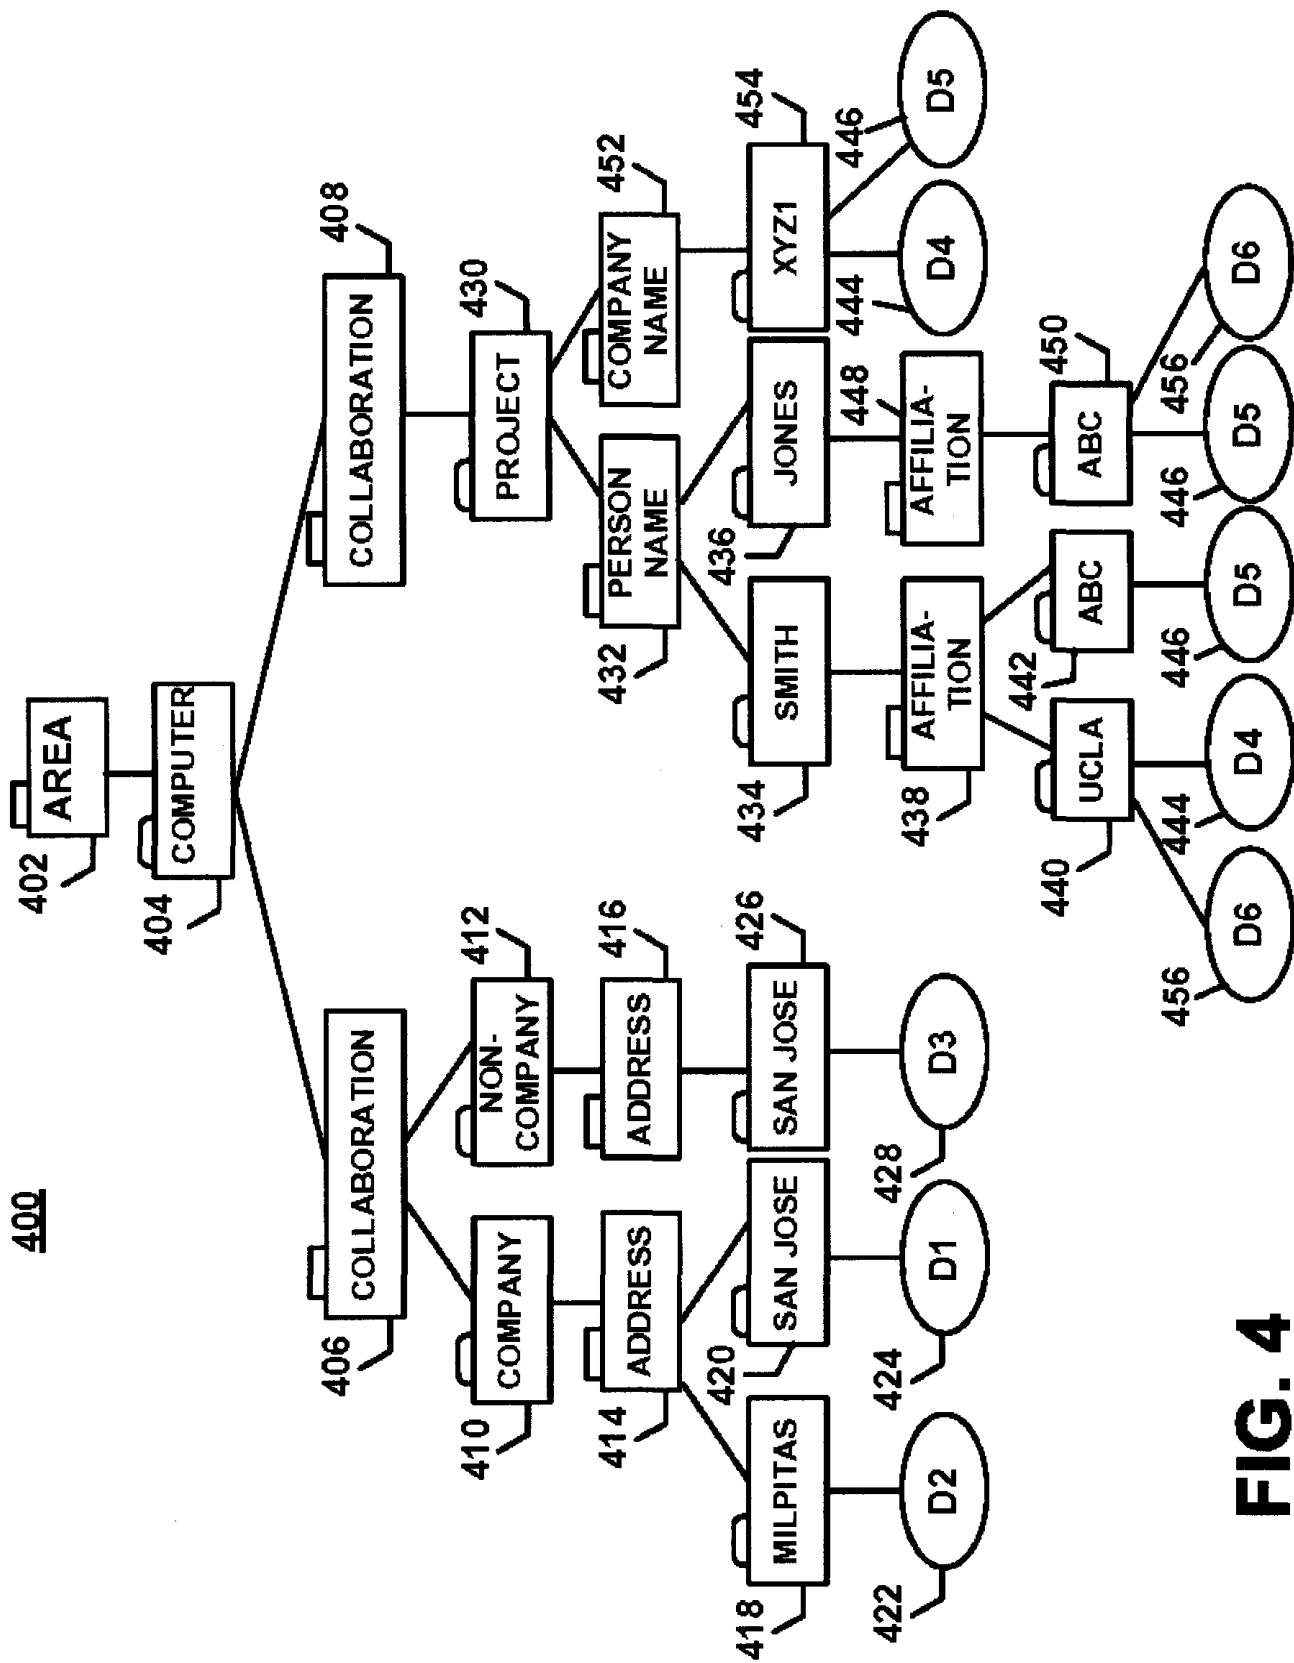 400
AREA
402
COMPUTER
404
COLLABORATION
406
COLLABORATION
408
COMPANY
410
NON-
COMPANY
412
PROJECT
430
ADDRESS
414
ADDRESS
416
PERSON
NAME
432
COMPANY
NAME
452
MILPITAS
418
SAN JOSE
420
SAN JOSE
426
SMITH
434
JONES
436
XYZ1
454
D2
422
D1
424
D3
428
AFFILIA-
TION
438
AFFILIA-
TION
448
D4
444
D5
446
UCLA
440
ABC
442
ABC
450
D6
456
D4
444
D5
446
D5
446
D6
456
FIG. 4